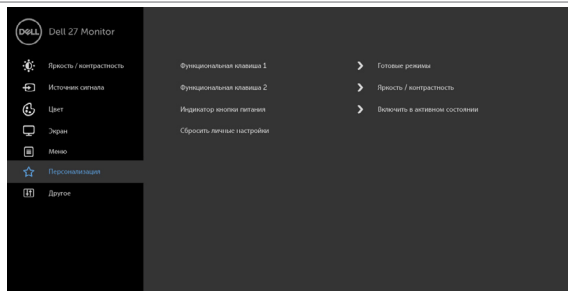 DELL Dell 27 Monitor
Яркость / контрастность Функциональная клавиша 1 Готовые режимы
Источник сигнала Функциональная клавиша 2 Яркость / контрастность
Цвет Индикатор кнопки питания Включить в активном состоянии
Экран Сбросить личные настройки
Меню
Персонализация
Другое